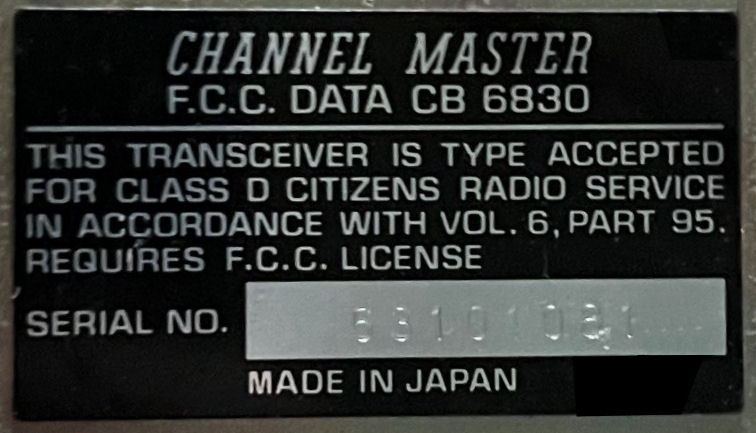 CHANNEL MASTER
F.C.C. DATA CB 6830
THIS TRANSCEIVER IS TYPE ACCEPTED
FOR CLASS D CITIZENS RADIO SERVICE
IN ACCORDANCE WITH VOL. 6, PART 95.
REQUIRES F.C.C. LICENSE
SERIAL NO.
MADE IN JAPAN